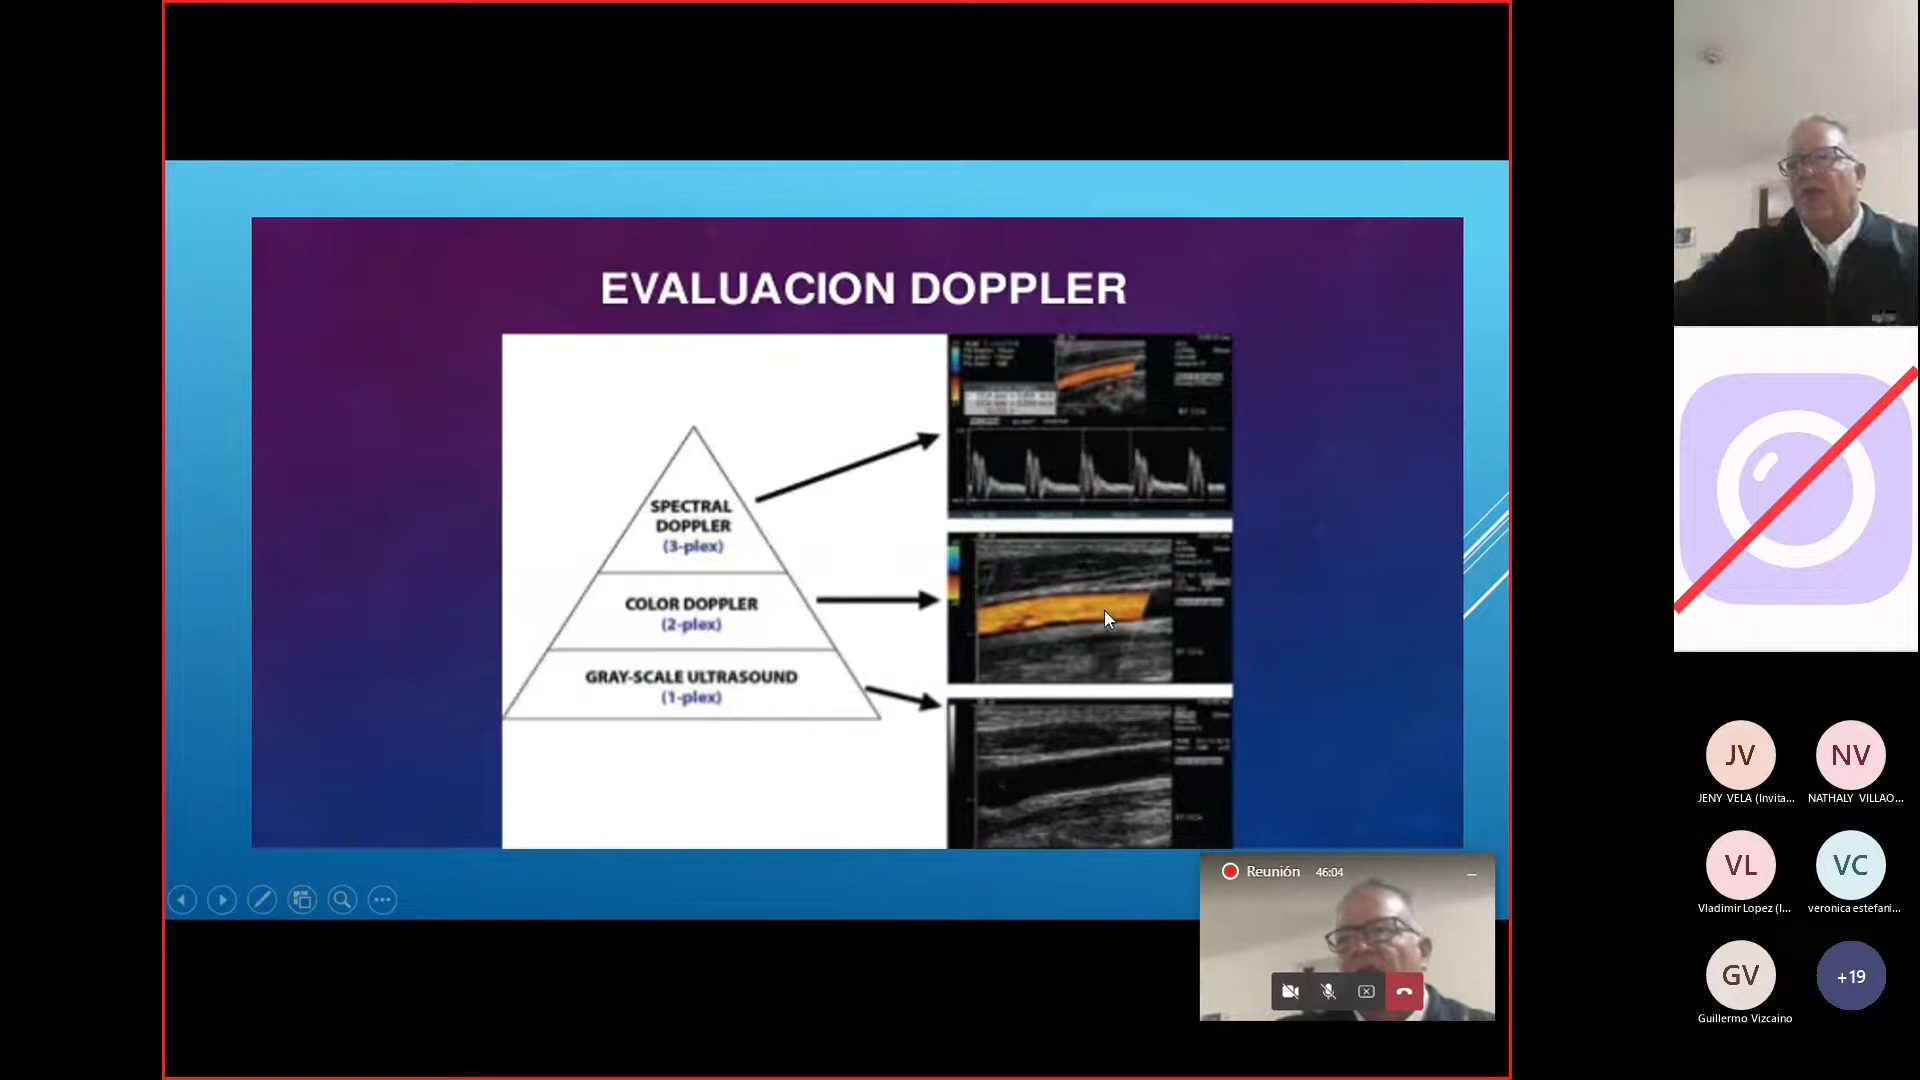 EVALUACION DOPPLER
SPECTRAL
DOPPLER
(3-plex)
COLOR DOPPLER
(2-plex)
GRAY-SCALE ULTRASOUND
(1-plex)
Reunión 46:04
JV
JENY VELA (Invita...
NV
NATHALY VILLAO...
VL
Vladimir Lopez (I...
VC
veronica estefani...
GV
Guillermo Vizcaino
+19